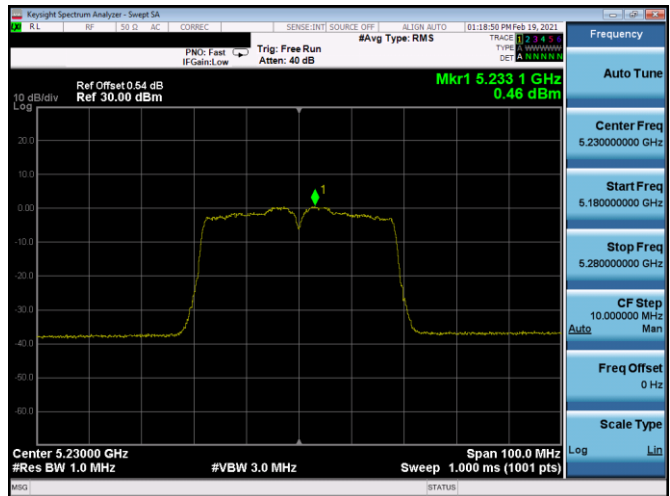 Keysight Spectrum Analyzer - Swept SA
RL RF 50 Ω AC CORREC SENSE:INT SOURCE OFF ALIGN AUTO 01:18:50 PM Feb 19, 2021
#Avg Type: RMS
TRACE 1 2 3 4 5 6
TYPE A WWWWW
DET A N N N N N
PNO: Fast Trig: Free Run
IFGain:Low Atten: 40 dB
Mkr1 5.233 1 GHz
0.46 dBm
Ref Offset 0.54 dB
10 dB/div Ref 30.00 dBm
Log
20.0
10.0
0.00
-10.0
-20.0
-30.0
-40.0
-50.0
-60.0
1
Center 5.23000 GHz Span 100.0 MHz
#Res BW 1.0 MHz #VBW 3.0 MHz Sweep 1.000 ms (1001 pts)
MSG STATUS
Frequency
Auto Tune
Center Freq
5.230000000 GHz
Start Freq
5.180000000 GHz
Stop Freq
5.280000000 GHz
CF Step
10.000000 MHz
Auto Man
Freq Offset
0 Hz
Scale Type
Log Lin